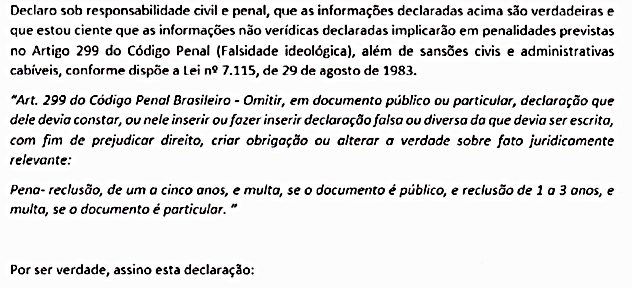 Declaro sob responsabilidade civil e penal, que as informações declaradas acima são verdadeiras e
que estou ciente que as informações não verídicas declaradas implicarão em penalidades previstas
no Artigo 299 do Código Penal (Falsidade ideológica), além de sansões civis e administrativas
cabíveis, conforme dispõe a Lei nº 7.115, de 29 de agosto de 1983.
"Art. 299 do Código Penal Brasileiro - Omitir, em documento público ou particular, declaração que
dele devia constar, ou nele inserir ou fazer inserir declaração falsa ou diversa da que devia ser escrita,
com fim de prejudicar direito, criar obrigação ou alterar a verdade sobre fato juridicamente
relevante:
Pena- reclusão, de um a cinco anos, e multa, se o documento é público, e reclusão de 1 a 3 anos, e
multa, se o documento é particular. "
Por ser verdade, assino esta declaração: